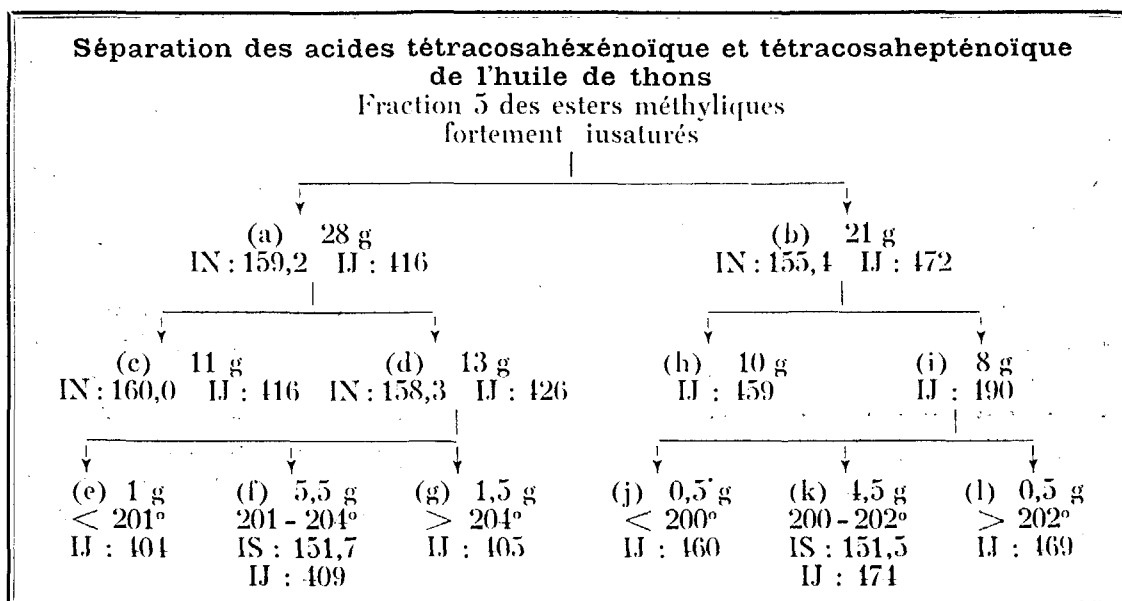 Séparation des acides tétracosahéxénoïque et tétracosahepténoïque
de l'huile de thons
Fraction 5 des esters méthyliques
fortement iusaturés
(a) 28 g (b) 21 g
IN : 159,2 IJ : 416 IN : 155,4 IJ : 472
(c) 11 g (d) 13 g (h) 10 g (i) 8 g
IN : 160,0 IJ : 416 IN : 158,3 IJ : 426 IJ : 459 IJ : 490
(e) 1 g (f) 5,5 g (g) 1,5 g (j) 0,5 g (k) 4,5 g (l) 0,5 g
< 201° 201 - 204° > 204° < 200° 200 - 202° > 202°
IJ : 404 IS : 151,7 IJ : 405 IJ : 460 IS : 151,5 IJ : 469
IJ : 409 IJ : 474